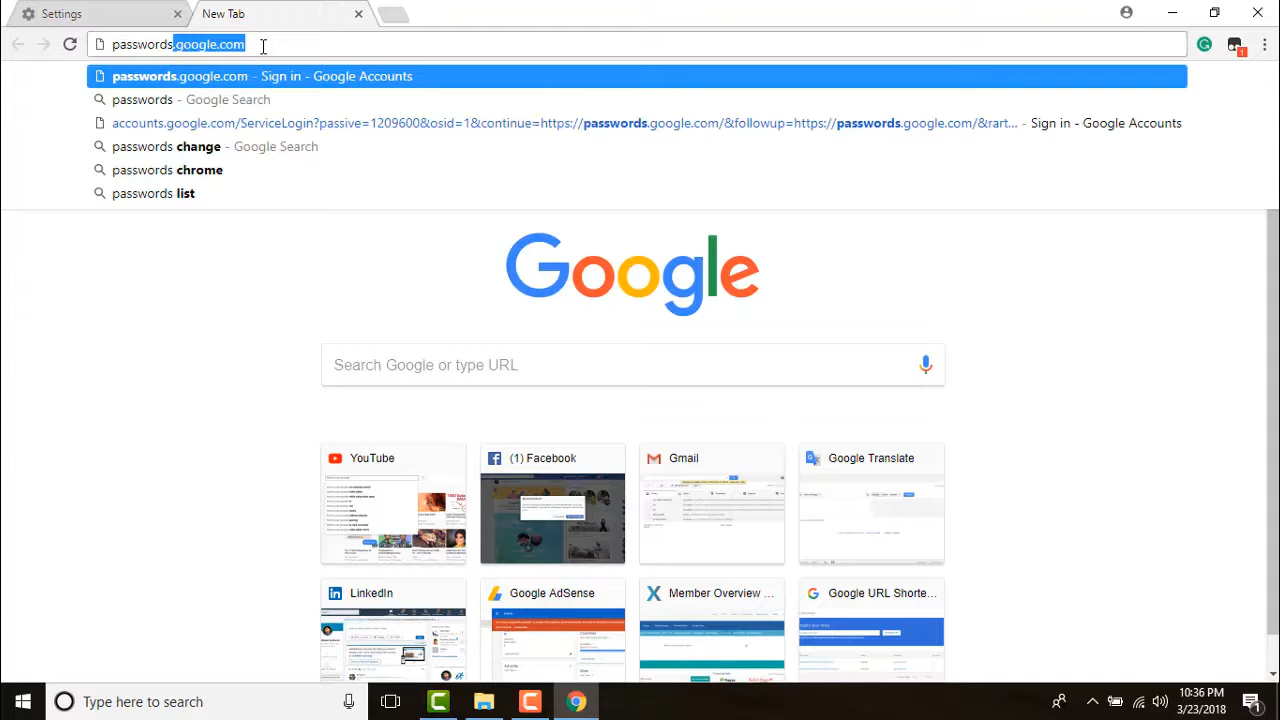 Settings
New Tab
passwords.google.com
passwords.google.com - Sign in - Google Accounts
passwords - Google Search
accounts.google.com/ServiceLogin?passive=1209600&osid=1&continue=https://passwords.google.com/&followup=https://passwords.google.com/&rart... - Sign in - Google Accounts
passwords change - Google Search
passwords chrome
passwords list
1
Google
Search Google or type URL
YouTube
(1) Facebook
Gmail
Google Translate
LinkedIn
Google AdSense
Member Overview ...
Google URL Shorte...
Type here to search
10:36 PM
3/23/2018
1